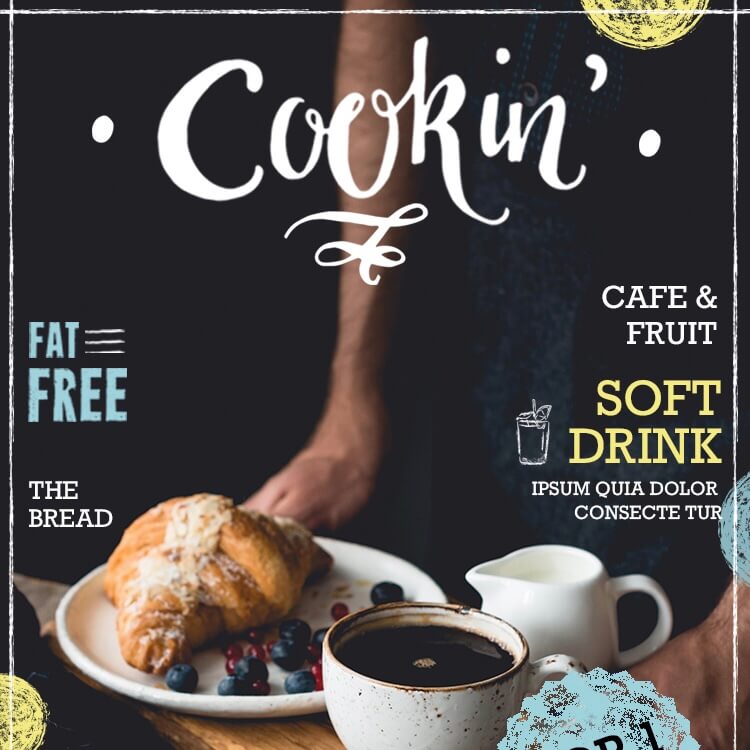 Cookin'
CAFE &
FRUIT
FAT
FREE
SOFT
DRINK
THE
BREAD
IPSUM QUIA DOLOR
CONSECTE TUR